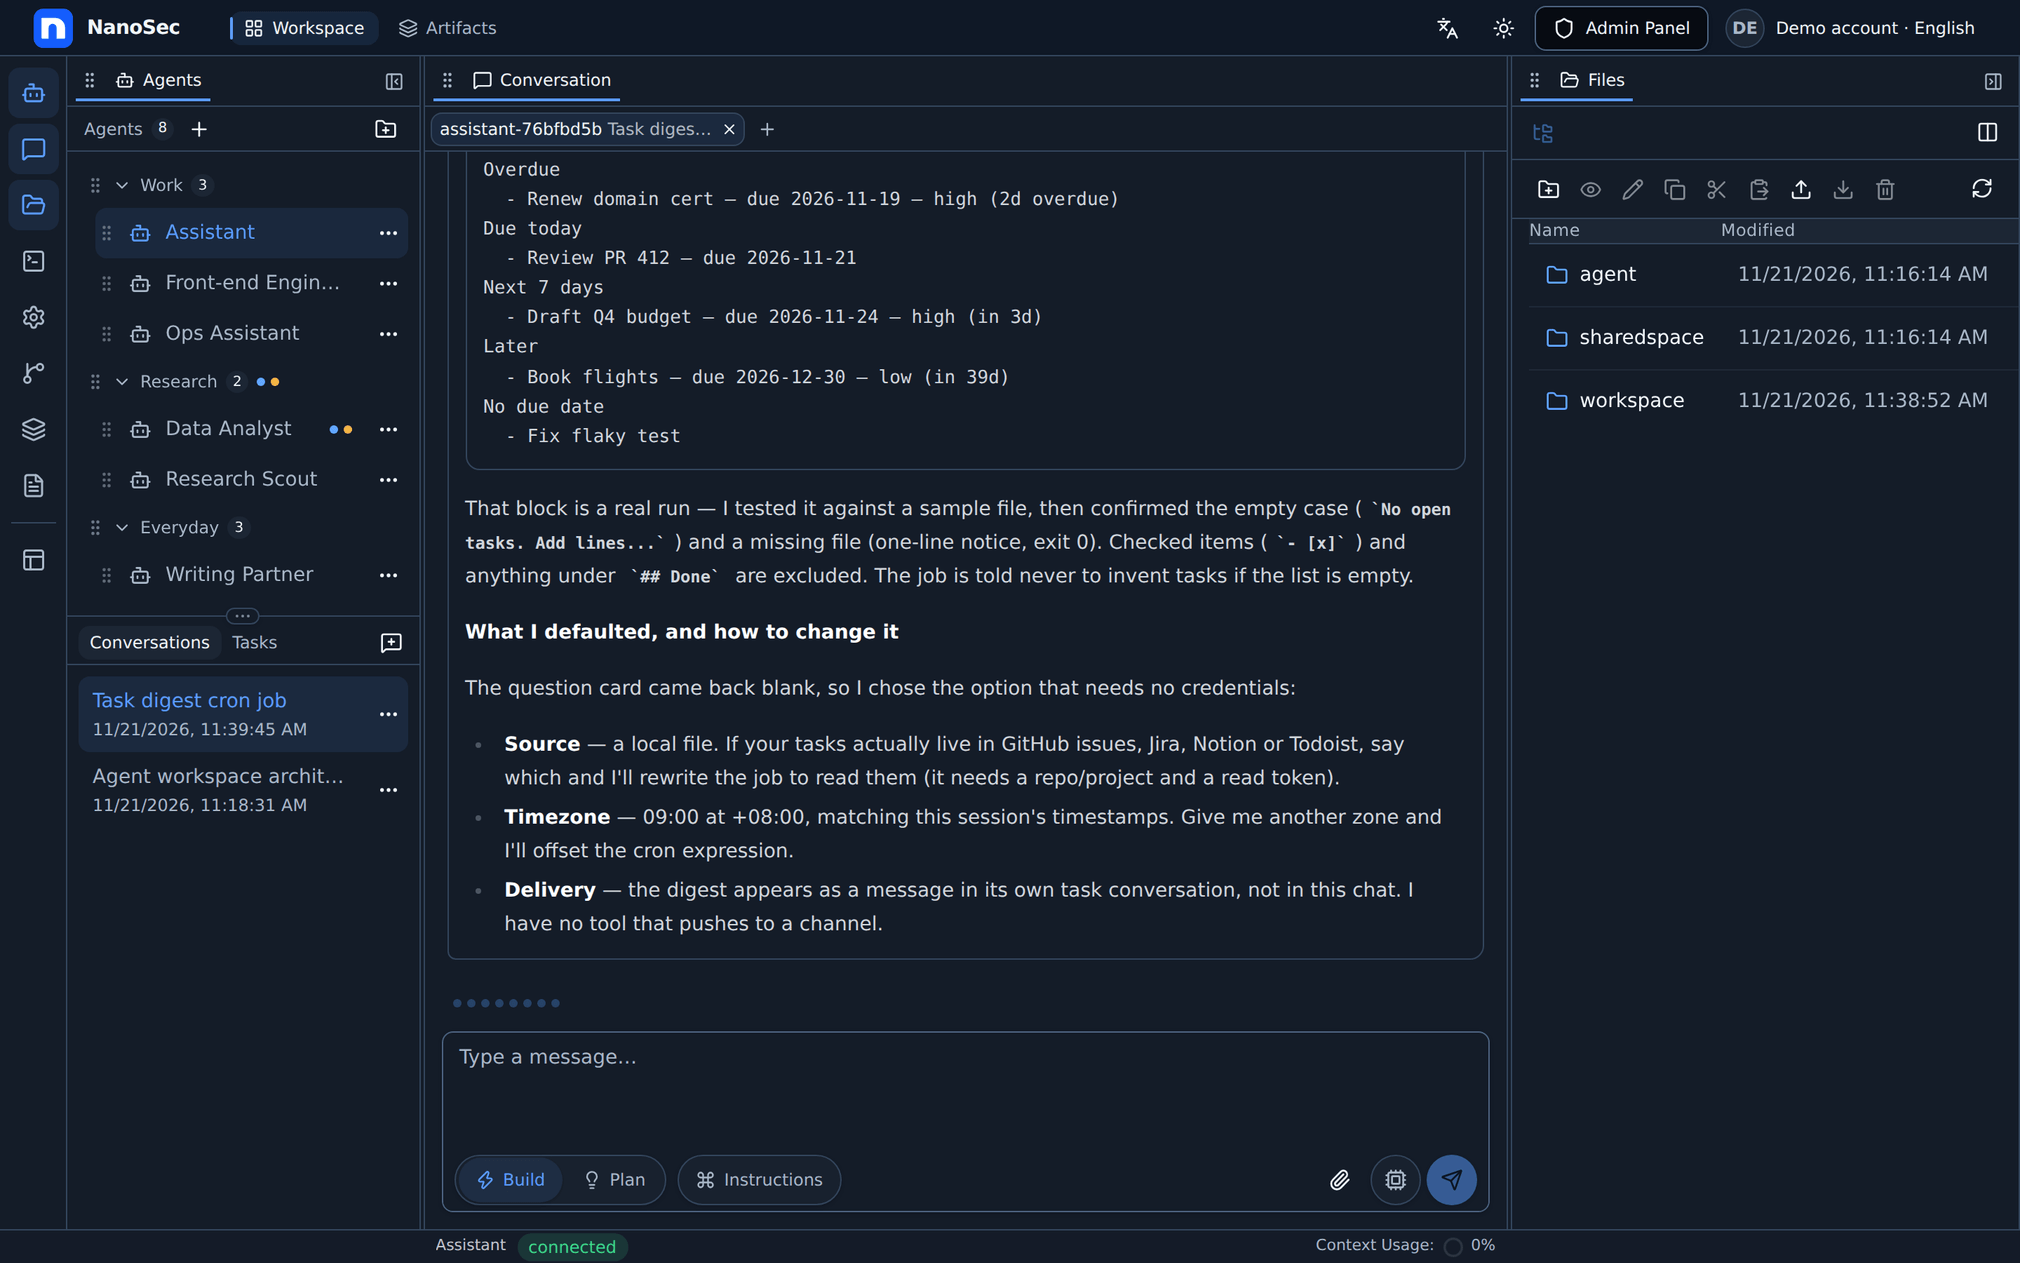 NanoSec
Workspace
Artifacts
Admin Panel
DE
Demo account · English
Agents
Agents 8
Work 3
Assistant
Front-end Engin...
Ops Assistant
Research 2
Data Analyst
Research Scout
Everyday 3
Writing Partner
Conversations
Tasks
Task digest cron job
11/21/2026, 11:39:45 AM
Agent workspace archit...
11/21/2026, 11:18:31 AM
Conversation
assistant-76bfbd5b Task diges...
Overdue
- Renew domain cert — due 2026-11-19 — high (2d overdue)
Due today
- Review PR 412 — due 2026-11-21
Next 7 days
- Draft Q4 budget — due 2026-11-24 — high (in 3d)
Later
- Book flights — due 2026-12-30 — low (in 39d)
No due date
- Fix flaky test
That block is a real run — I tested it against a sample file, then confirmed the empty case ( `No open
tasks. Add lines...` ) and a missing file (one-line notice, exit 0). Checked items ( `- [x]` ) and
anything under `## Done` are excluded. The job is told never to invent tasks if the list is empty.
What I defaulted, and how to change it
The question card came back blank, so I chose the option that needs no credentials:
• Source — a local file. If your tasks actually live in GitHub issues, Jira, Notion or Todoist, say
which and I'll rewrite the job to read them (it needs a repo/project and a read token).
• Timezone — 09:00 at +08:00, matching this session's timestamps. Give me another zone and
I'll offset the cron expression.
• Delivery — the digest appears as a message in its own task conversation, not in this chat. I
have no tool that pushes to a channel.
Type a message...
Build
Plan
Instructions
Assistant connected
Context Usage: 0%
Files
Name Modified
agent 11/21/2026, 11:16:14 AM
sharedspace 11/21/2026, 11:16:14 AM
workspace 11/21/2026, 11:38:52 AM